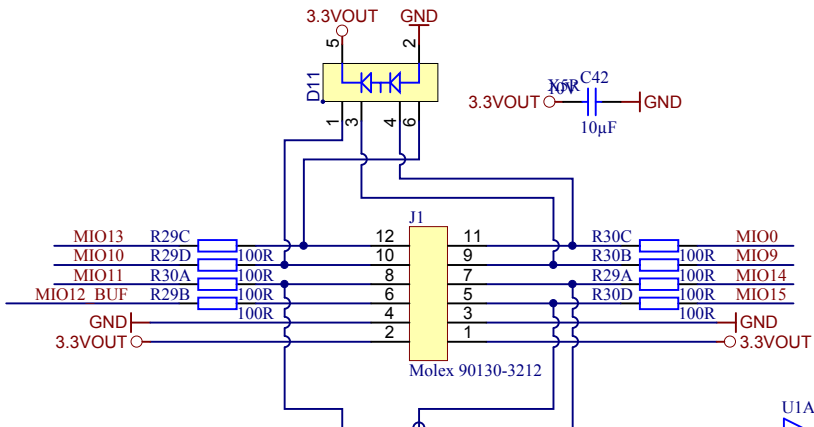 3.3VOUT GND
5 2
D11
1 3 4 6
X5R C42
10V
3.3VOUT GND
10µF
J1
MIO13 R29C 12 11 R30C MIO0
MIO10 R29D 100R 10 9 R30B 100R MIO9
MIO11 R30A 100R 8 7 R29A 100R MIO14
MIO12_BUF R29B 100R 6 5 R30D 100R MIO15
GND 100R 4 3 100R GND
3.3VOUT 2 1 3.3VOUT
Molex 90130-3212
U1A